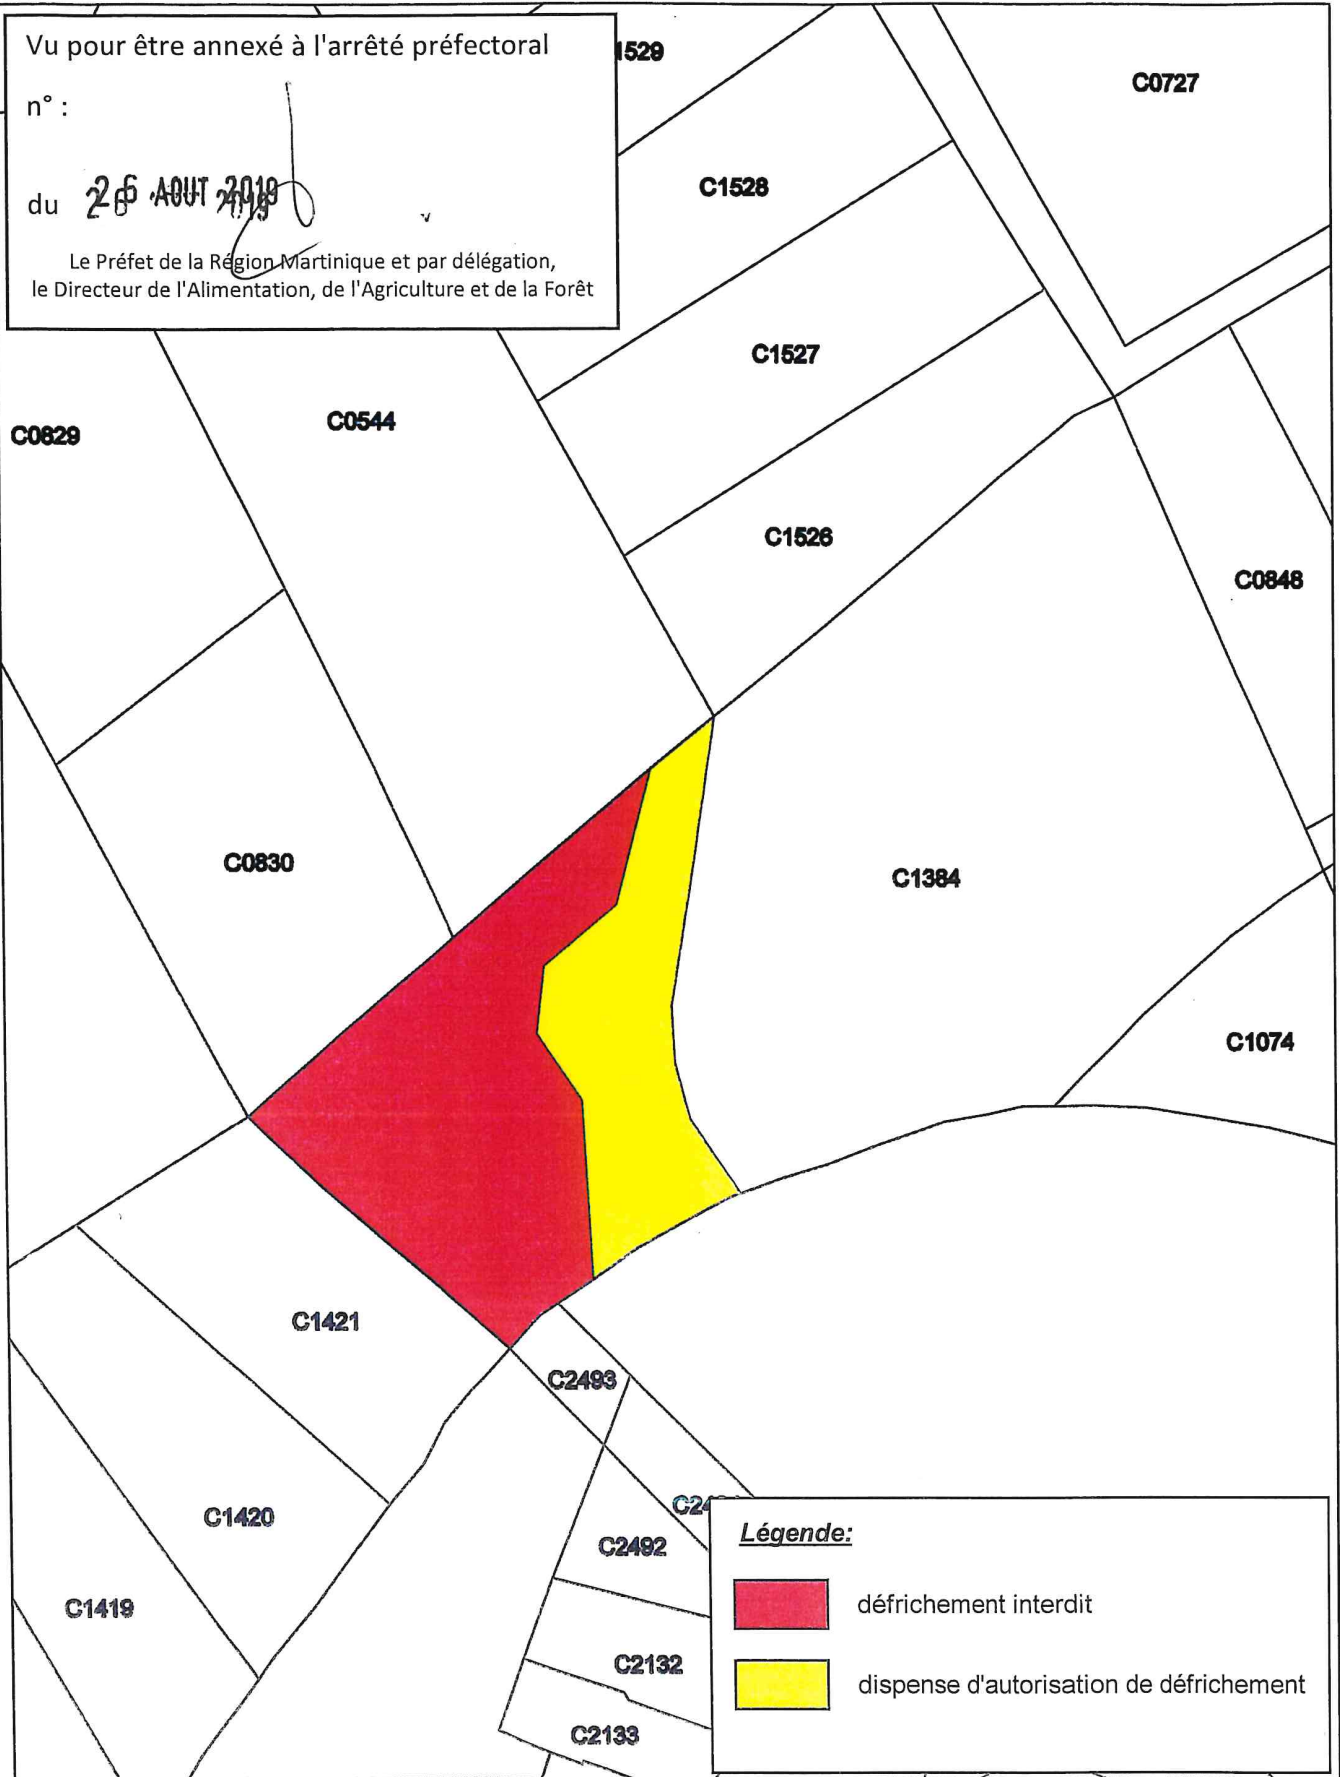 Vu pour être annexé à l'arrêté préfectoral
n° :
du 26 AOUT 2019
Le Préfet de la Région Martinique et par délégation,
le Directeur de l'Alimentation, de l'Agriculture et de la Forêt
1529
C0727
C1528
C1527
C0829
C0544
C1526
C0848
C0830
C1384
C1074
C1421
C2493
C1420
C2492
C1419
C2132
C2133
Légende:
défrichement interdit
dispense d'autorisation de défrichement